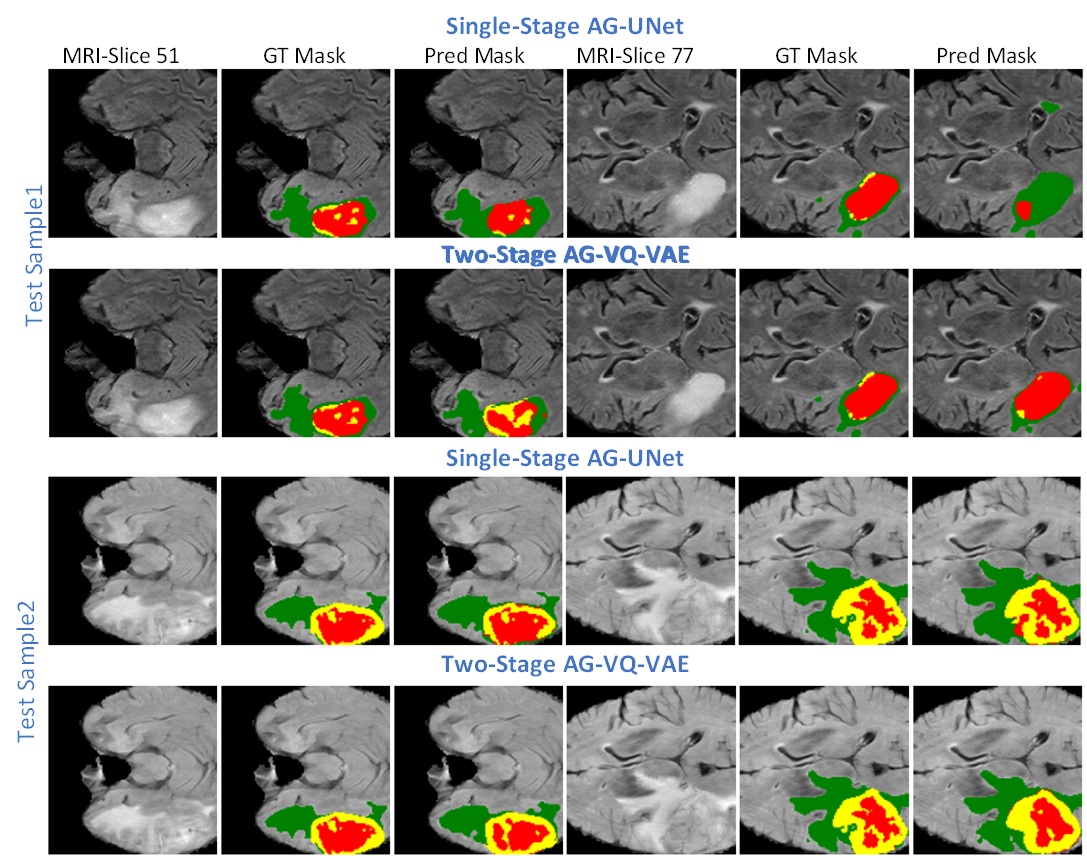 Single-Stage AG-UNet
MRI-Slice 51 GT Mask Pred Mask MRI-Slice 77 GT Mask Pred Mask
Test Sample1
Two-Stage AG-VQ-VAE
Single-Stage AG-UNet
Test Sample2
Two-Stage AG-VQ-VAE